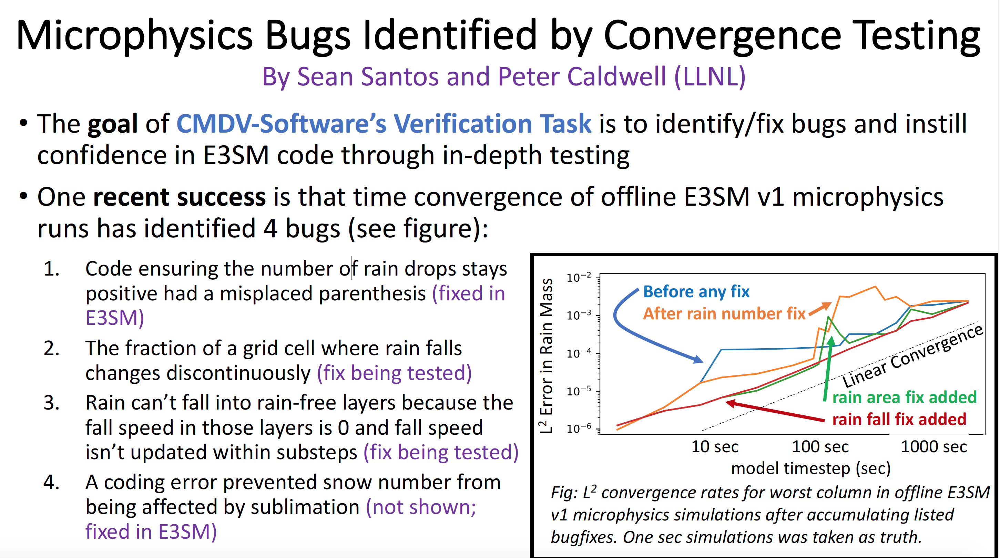 Microphysics Bugs Identified by Convergence Testing
By Sean Santos and Peter Caldwell (LLNL)
• The goal of CMDV-Software’s Verification Task is to identify/fix bugs and instill
confidence in E3SM code through in-depth testing
• One recent success is that time convergence of offline E3SM v1 microphysics
runs has identified 4 bugs (see figure):
1. Code ensuring the number of rain drops stays
positive had a misplaced parenthesis (fixed in
E3SM)
2. The fraction of a grid cell where rain falls
changes discontinuously (fix being tested)
3. Rain can’t fall into rain-free layers because the
fall speed in those layers is 0 and fall speed
isn’t updated within substeps (fix being tested)
4. A coding error prevented snow number from
being affected by sublimation (not shown;
fixed in E3SM)
L² Error in Rain Mass
10⁻²
10⁻³
10⁻⁴
10⁻⁵
10⁻⁶
Before any fix
After rain number fix
Linear Convergence
rain area fix added
rain fall fix added
10 sec 100 sec 1000 sec
model timestep (sec)
Fig: L² convergence rates for worst column in offline E3SM
v1 microphysics simulations after accumulating listed
bugfixes. One sec simulations was taken as truth.